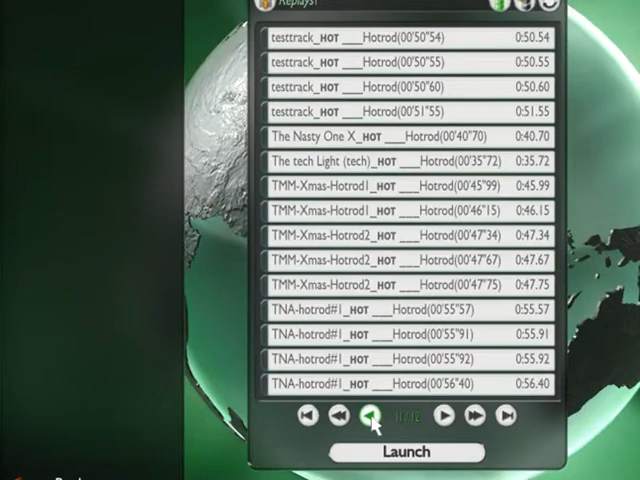 Replays1
testtrack_HOT ___Hotrod(00'50"54) 0:50.54
testtrack_HOT ___Hotrod(00'50"55) 0:50.55
testtrack_HOT ___Hotrod(00'50"60) 0:50.60
testtrack_HOT ___Hotrod(00'51"55) 0:51.55
The Nasty One X_HOT ___Hotrod(00'40"70) 0:40.70
The tech Light (tech)_HOT ___Hotrod(00'35"72) 0:35.72
TMM-Xmas-Hotrod1_HOT ___Hotrod(00'45"99) 0:45.99
TMM-Xmas-Hotrod1_HOT ___Hotrod(00'46"15) 0:46.15
TMM-Xmas-Hotrod2_HOT ___Hotrod(00'47"34) 0:47.34
TMM-Xmas-Hotrod2_HOT ___Hotrod(00'47"67) 0:47.67
TMM-Xmas-Hotrod2_HOT ___Hotrod(00'47"75) 0:47.75
TNA-hotrod#1_HOT ___Hotrod(00'55"57) 0:55.57
TNA-hotrod#1_HOT ___Hotrod(00'55"91) 0:55.91
TNA-hotrod#1_HOT ___Hotrod(00'55"92) 0:55.92
TNA-hotrod#1_HOT ___Hotrod(00'56"40) 0:56.40
11/12
Launch